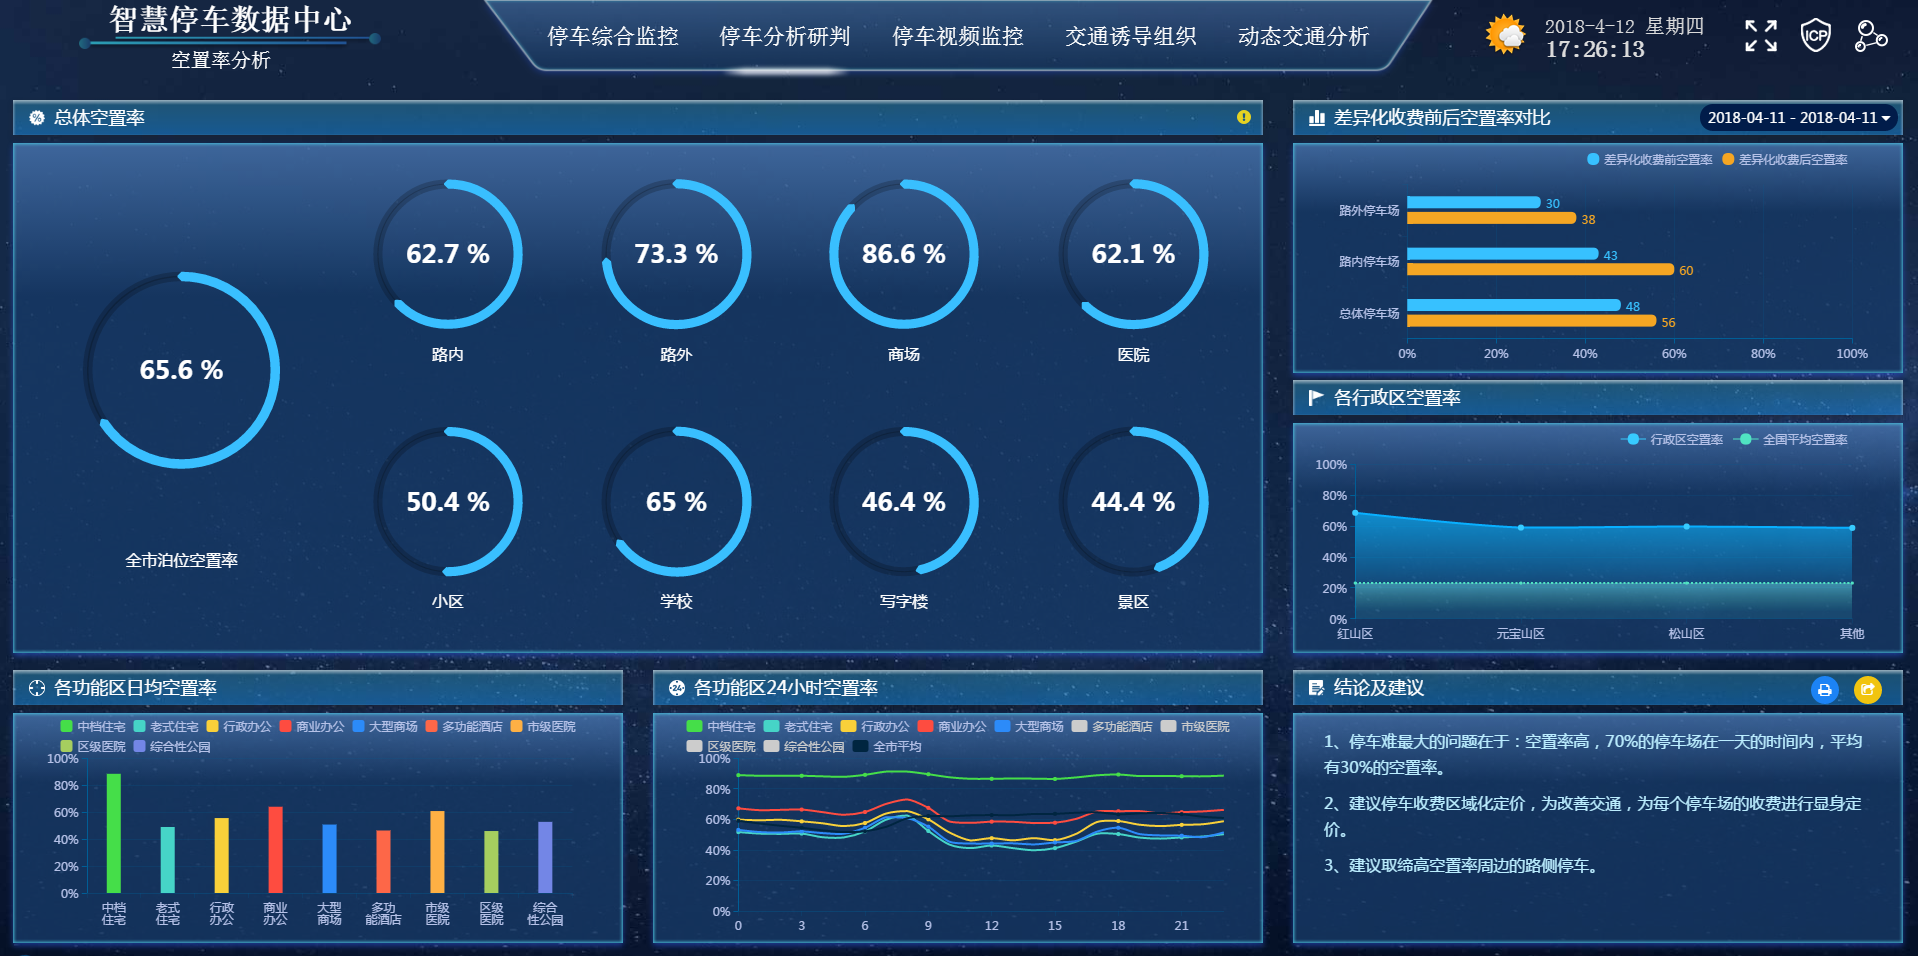 智慧停车数据中心
空置率分析
停车综合监控 停车分析研判 停车视频监控 交通诱导组织 动态交通分析
2018-4-12 星期四
17:26:13
ICP
总体空置率
65.6 %
全市泊位空置率
62.7 % 73.3 % 86.6 % 62.1 %
路内 路外 商场 医院
50.4 % 65 % 46.4 % 44.4 %
小区 学校 写字楼 景区
差异化收费前后空置率对比 2018-04-11 - 2018-04-11
差异化收费前空置率 差异化收费后空置率
路外停车场 30 38
路内停车场 43 60
总体停车场 48 56
0% 20% 40% 60% 80% 100%
各行政区空置率
行政区空置率 全国平均空置率
100%
80%
60%
40%
20%
0%
红山区 元宝山区 松山区 其他
各功能区日均空置率
中档住宅 老式住宅 行政办公 商业办公 大型商场 多功能酒店 市级医院
区级医院 综合性公园
100%
80%
60%
40%
20%
0%
中档 老式 行政 商业 大型 多功 市级 区级 综合
住宅 住宅 办公 办公 商场 能酒店 医院 医院 性公园
24 各功能区24小时空置率
中档住宅 老式住宅 行政办公 商业办公 大型商场 多功能酒店 市级医院
区级医院 综合性公园 全市平均
100%
80%
60%
40%
20%
0%
0 3 6 9 12 15 18 21
结论及建议
1、停车难最大的问题在于：空置率高，70%的停车场在一天的时间内，平均
有30%的空置率。
2、建议停车收费区域化定价，为改善交通，为每个停车场的收费进行显身定
价。
3、建议取缔高空置率周边的路侧停车。